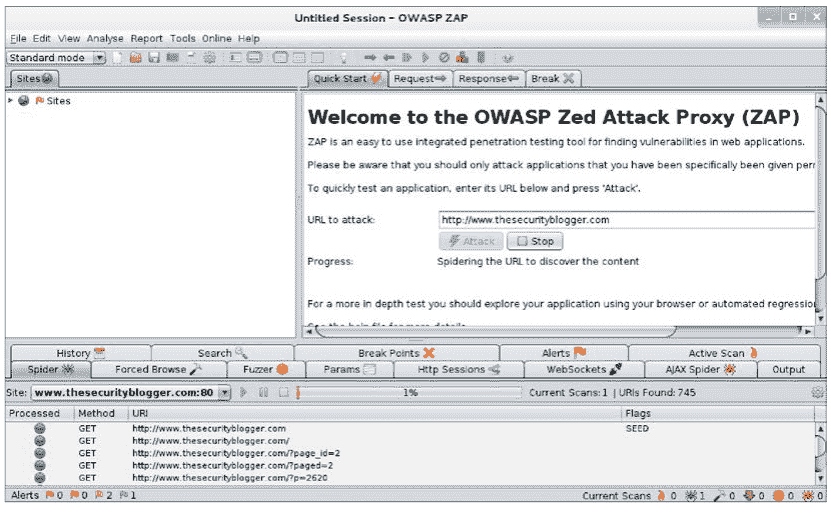 Untitled Session - OWASP ZAP
File Edit View Analyse Report Tools Online Help
Standard mode
Sites
Quick Start Request Response Break
Sites
Welcome to the OWASP Zed Attack Proxy (ZAP)
ZAP is an easy to use integrated penetration testing tool for finding vulnerabilities in web applications.
Please be aware that you should only attack applications that you have been specifically been given per
To quickly test an application, enter its URL below and press 'Attack'.
URL to attack: http://www.thesecurityblogger.com
Attack Stop
Progress: Spidering the URL to discover the content
For a more in depth test you should explore your application using your browser or automated regressio
History Search Break Points Alerts Active Scan
Spider Forced Browse Fuzzer Params Http Sessions WebSockets AJAX Spider Output
Site: www.thesecurityblogger.com:80 1% Current Scans:1 URIs Found:745
Processed Method URI Flags
GET http://www.thesecurityblogger.com SEED
GET http://www.thesecurityblogger.com/
GET http://www.thesecurityblogger.com/?page_id=2
GET http://www.thesecurityblogger.com/?paged=2
GET http://www.thesecurityblogger.com/?p=2620
Alerts 0 0 2 1 Current Scans 0 1 0 0 0 0